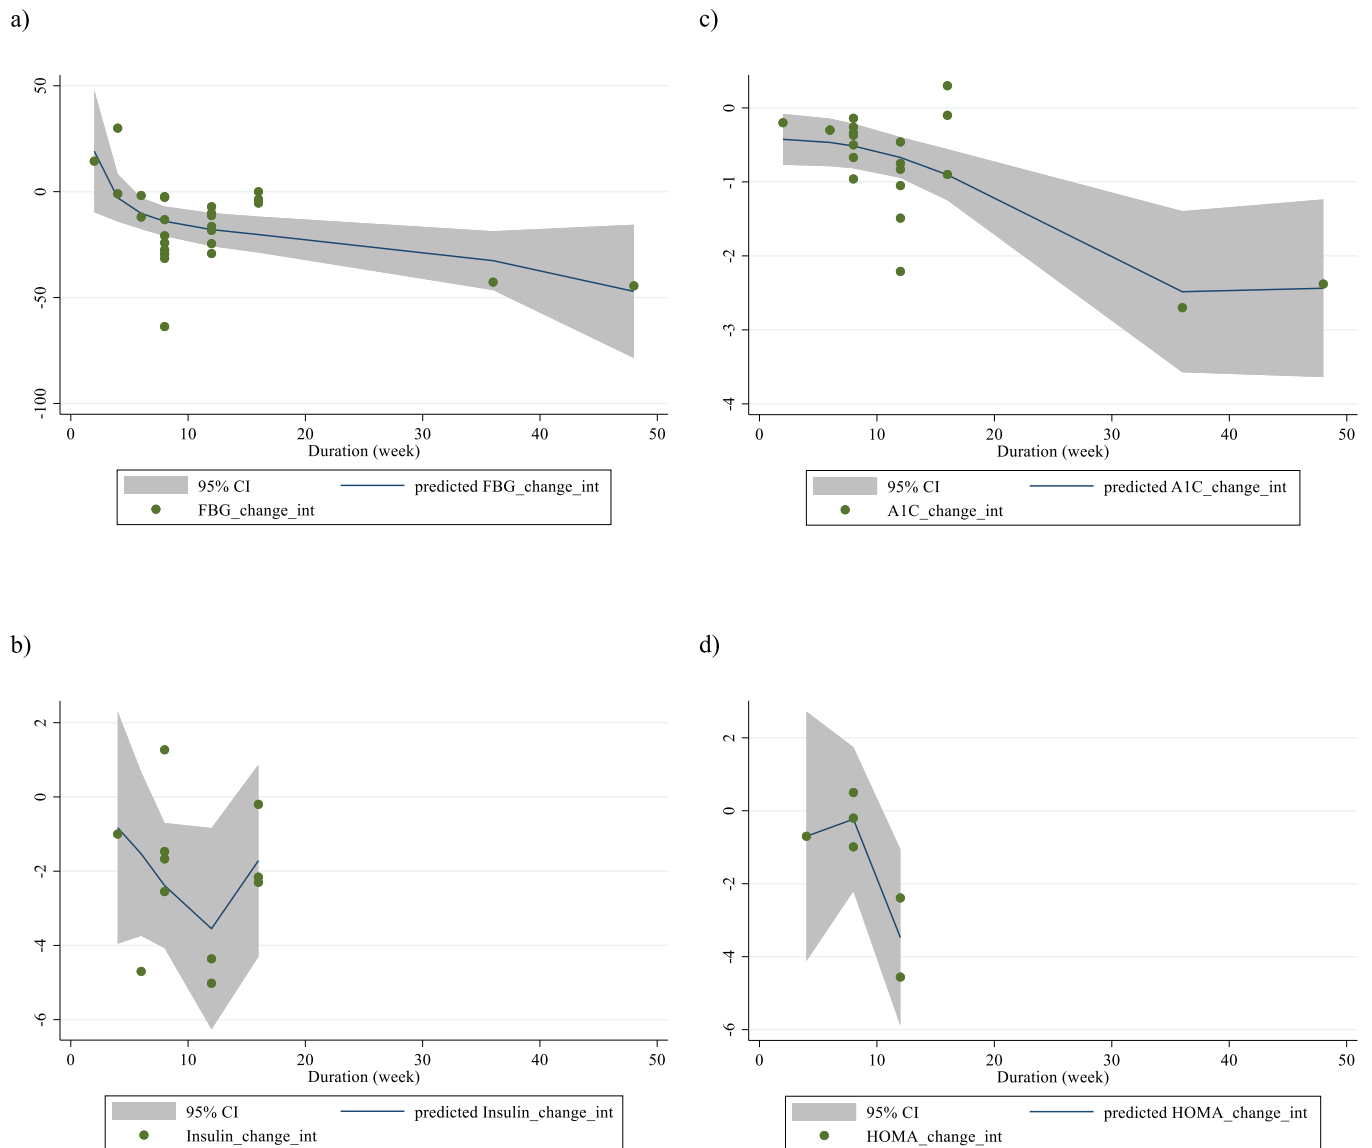 a)
50
0
-50
-100
0 10 20 30 40 50
Duration (week)
95% CI predicted FBG_change_int
FBG_change_int
c)
0
-1
-2
-3
-4
0 10 20 30 40 50
Duration (week)
95% CI predicted A1C_change_int
A1C_change_int
b)
2
0
-2
-4
-6
0 10 20 30 40 50
Duration (week)
95% CI predicted Insulin_change_int
Insulin_change_int
d)
2
0
-2
-4
-6
0 10 20 30 40 50
Duration (week)
95% CI predicted HOMA_change_int
HOMA_change_int